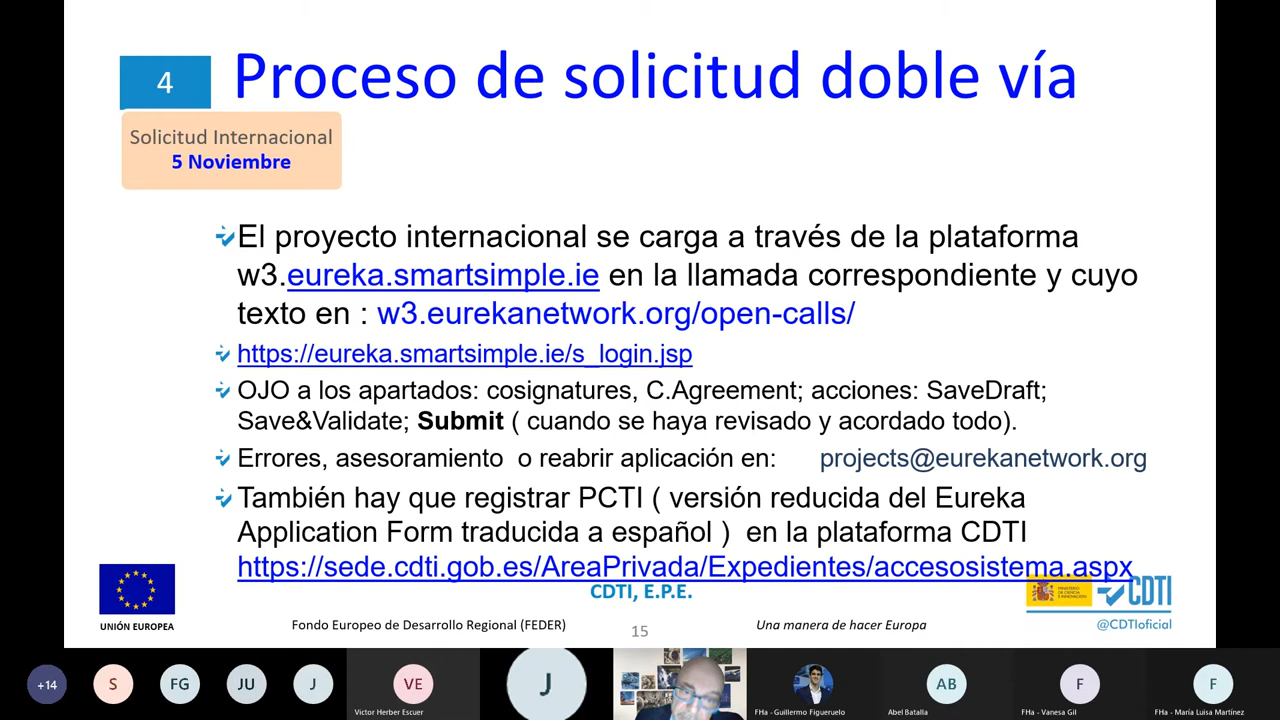 4
Proceso de solicitud doble vía
Solicitud Internacional
5 Noviembre
El proyecto internacional se carga a través de la plataforma
w3.eureka.smartsimple.ie en la llamada correspondiente y cuyo
texto en : w3.eurekanetwork.org/open-calls/
https://eureka.smartsimple.ie/s_login.jsp
OJO a los apartados: cosignatures, C.Agreement; acciones: SaveDraft;
Save&Validate; Submit ( cuando se haya revisado y acordado todo).
Errores, asesoramiento o reabrir aplicación en: projects@eurekanetwork.org
También hay que registrar PCTI ( versión reducida del Eureka
Application Form traducida a español ) en la plataforma CDTI
https://sede.cdti.gob.es/AreaPrivada/Expedientes/accesosistema.aspx
CDTI, E.P.E.
MINISTERIO DE CIENCIA E INNOVACIÓN
CDTI
@CDTIoficial
UNIÓN EUROPEA
Fondo Europeo de Desarrollo Regional (FEDER)
15
Una manera de hacer Europa
+14
S
FG
JU
J
VE
J
AB
F
F
Victor Herber Escuer
FHa - Guillermo Figueruelo
Abel Batalla
FHa - Vanesa Gil
FHa - María Luisa Martínez